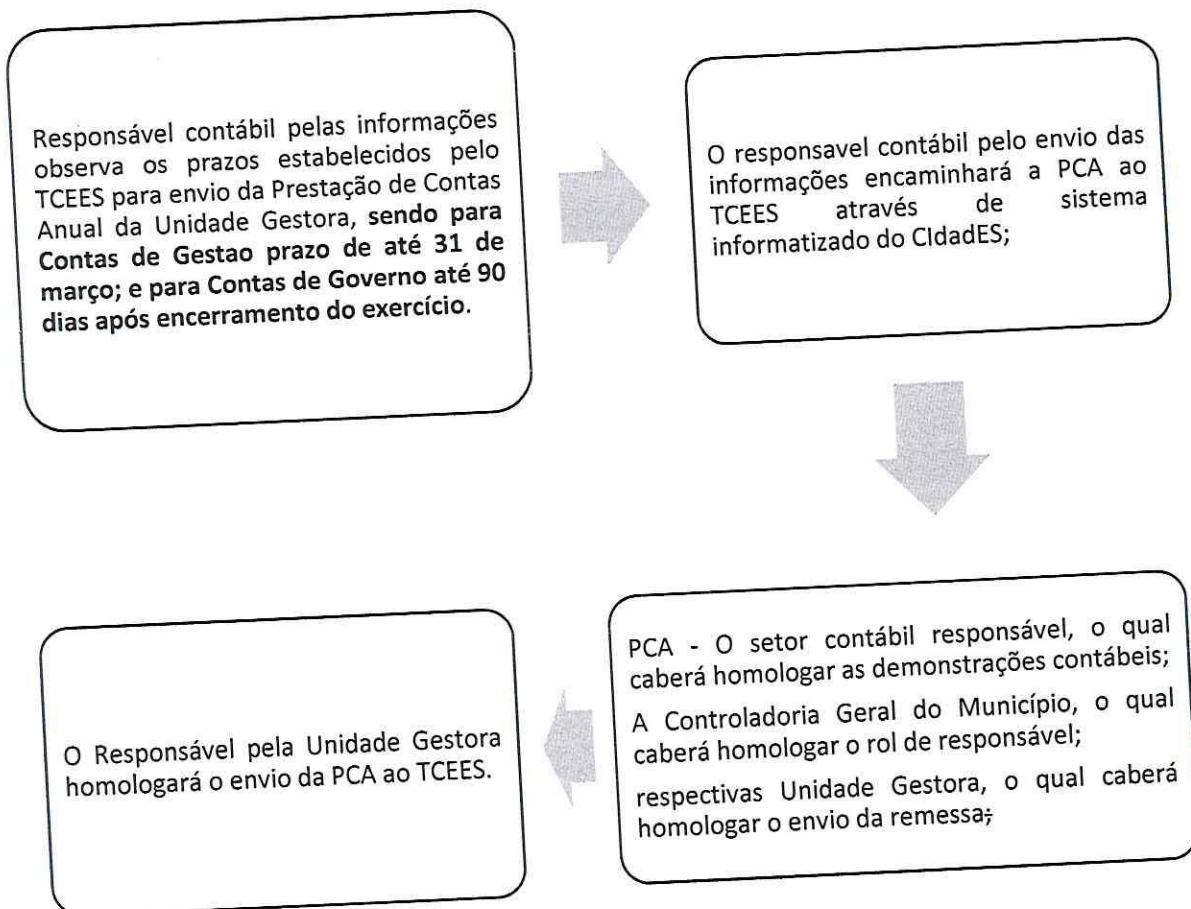 Responsável contábil pelas informações
observa os prazos estabelecidos pelo
TCEES para envio da Prestação de Contas
Anual da Unidade Gestora, sendo para
Contas de Gestao prazo de até 31 de
março; e para Contas de Governo até 90
dias após encerramento do exercício.
O responsavel contábil pelo envio das
informações encaminhará a PCA ao
TCEES através de sistema
informatizado do CIdadES;
PCA - O setor contábil responsável, o qual
caberá homologar as demonstrações contábeis;
A Controladoria Geral do Município, o qual
caberá homologar o rol de responsável;
respectivas Unidade Gestora, o qual caberá
homologar o envio da remessa;
O Responsável pela Unidade Gestora
homologará o envio da PCA ao TCEES.